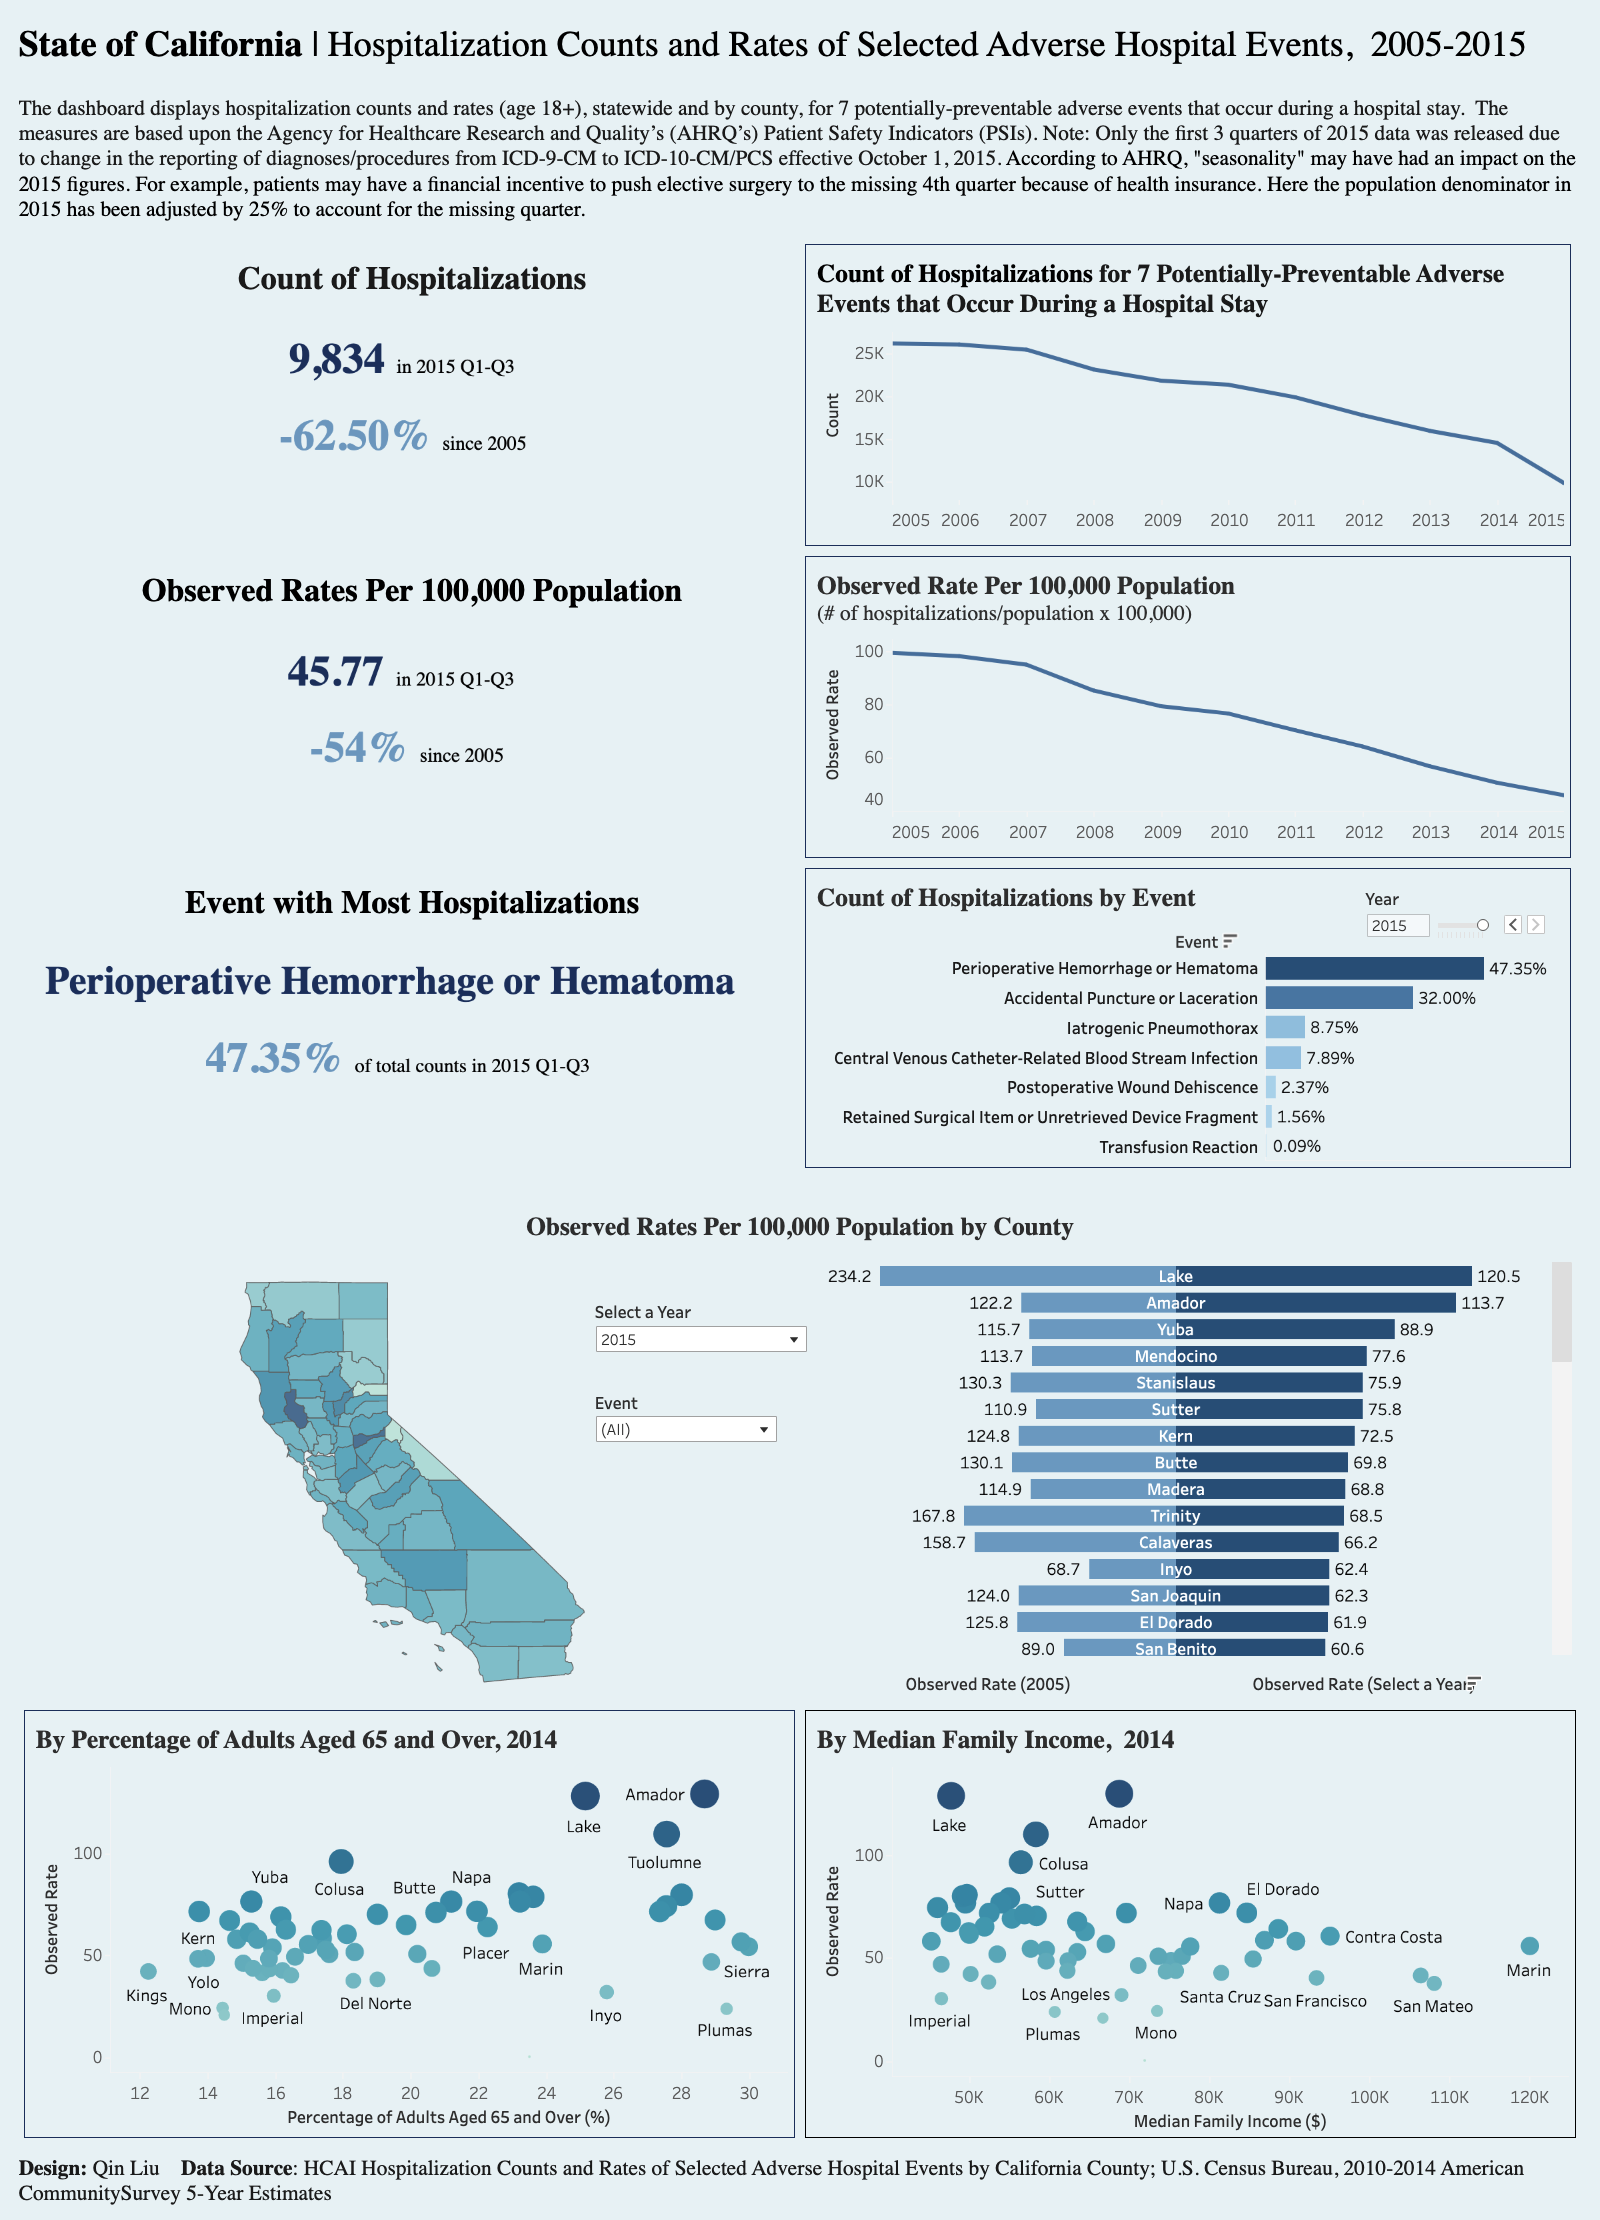 State of California | Hospitalization Counts and Rates of Selected Adverse Hospital Events,  2005-2015
The dashboard displays hospitalization counts and rates (age 18+), statewide and by county, for 7 potentially-preventable adverse events that occur during a hospital stay.  The
measures are based upon the Agency for Healthcare Research and Quality's (AHRQ's) Patient Safety Indicators (PSIs). Note: Only the first 3 quarters of 2015 data was released due
to change in the reporting of diagnoses/procedures from ICD-9-CM to ICD-10-CM/PCS effective October 1, 2015. According to AHRQ, "seasonality" may have had an impact on the
2015 figures. For example, patients may have a financial incentive to push elective surgery to the missing 4th quarter because of health insurance. Here the population denominator in
2015 has been adjusted by 25% to account for the missing quarter.
Count of Hospitalizations
9,834 in 2015 Q1-Q3
-62.50% since 2005
Count of Hospitalizations for 7 Potentially-Preventable Adverse
Events that Occur During a Hospital Stay
25K
20K
15K
10K
Count
2005 2006 2007 2008 2009 2010 2011 2012 2013 2014 2015
Observed Rates Per 100,000 Population
45.77 in 2015 Q1-Q3
-54% since 2005
Observed Rate Per 100,000 Population
(# of hospitalizations/population x 100,000)
100
80
60
40
Observed Rate
2005 2006 2007 2008 2009 2010 2011 2012 2013 2014 2015
Event with Most Hospitalizations
Perioperative Hemorrhage or Hematoma
47.35% of total counts in 2015 Q1-Q3
Count of Hospitalizations by Event
Year
2015
Event
Perioperative Hemorrhage or Hematoma 47.35%
Accidental Puncture or Laceration 32.00%
Iatrogenic Pneumothorax 8.75%
Central Venous Catheter-Related Blood Stream Infection 7.89%
Postoperative Wound Dehiscence 2.37%
Retained Surgical Item or Unretrieved Device Fragment 1.56%
Transfusion Reaction 0.09%
Observed Rates Per 100,000 Population by County
Select a Year
2015
Event
(All)
234.2 Lake 120.5
122.2 Amador 113.7
115.7 Yuba 88.9
113.7 Mendocino 77.6
130.3 Stanislaus 75.9
110.9 Sutter 75.8
124.8 Kern 72.5
130.1 Butte 69.8
114.9 Madera 68.8
167.8 Trinity 68.5
158.7 Calaveras 66.2
68.7 Inyo 62.4
124.0 San Joaquin 62.3
125.8 El Dorado 61.9
89.0 San Benito 60.6
Observed Rate (2005) Observed Rate (Select a Year)
By Percentage of Adults Aged 65 and Over, 2014
Amador
Lake
Tuolumne
100
Yuba
Colusa
Butte
Napa
Kern
Placer
50
Marin
Sierra
Yolo
Kings
Mono
Imperial
Del Norte
Inyo
Plumas
0
Observed Rate
12 14 16 18 20 22 24 26 28 30
Percentage of Adults Aged 65 and Over (%)
By Median Family Income,  2014
Lake
Amador
100
Colusa
Sutter
Napa
El Dorado
Contra Costa
50
Marin
Los Angeles
Santa Cruz
San Francisco
San Mateo
Imperial
Plumas
Mono
0
Observed Rate
50K 60K 70K 80K 90K 100K 110K 120K
Median Family Income ($)
Design: Qin Liu    Data Source: HCAI Hospitalization Counts and Rates of Selected Adverse Hospital Events by California County; U.S. Census Bureau, 2010-2014 American
CommunitySurvey 5-Year Estimates